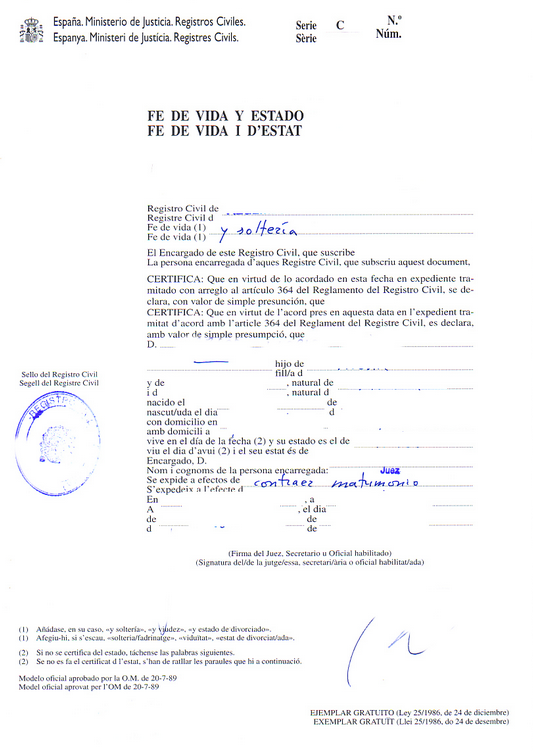 España. Ministerio de Justicia. Registros Civiles.
Espanya. Ministeri de Justícia. Registres Civils.
Serie C N.º
Sèrie Núm.
FE DE VIDA Y ESTADO
FE DE VIDA I D'ESTAT
Registro Civil de
Registre Civil d
Fe de vida (1) y soltería
Fe de vida (1)
El Encargado de este Registro Civil, que suscribe
La persona encarregada d'aques Registre Civil, que subscriu aquest document,
CERTIFICA: Que en virtud de lo acordado en esta fecha en expediente tra-
mitado con arreglo al artículo 364 del Reglamento del Registro Civil, se de-
clara, con valor de simple presunción, que
CERTIFICA: Que en virtut de l'acord pres en aquesta data en l'expedient tra-
mitat d'acord amb l'article 364 del Reglament del Registre Civil, es declara,
amb valor de simple presumpció, que
D.
hijo de
fill/a d
Sello del Registro Civil
Segell del Registre Civil
REGISTRO
y de , natural de
i d , natural d
nacido el de
nascut/uda el dia d
con domicilio en
amb domicili a
vive en el día de la fecha (2) y su estado es el de
viu el dia d'avui (2) i el seu estat és de
Encargado, D.
Nom i cognoms de la persona encarregada: Juez
Se expide a efectos de contraer matrimonio
S'expedeix a l'efecte d
En , a
A , el dia
de de
d de
(Firma del Juez, Secretario u Oficial habilitado)
(Signatura del/de la jutge/essa, secretari/ària o oficial habilitat/ada)
(1) Añádase, en su caso, «y soltería», «y viudez», «y estado de divorciado».
(1) Afegiu-hi, si s'escau, «solteria/fadrinatge», «viduïtat», «estat de divorciat/ada».
(2) Si no se certifica del estado, táchense las palabras siguientes.
(2) Se no es fa el certificat d l'estat, s'han de ratllar les paraules que hi a continuació.
Modelo oficial aprobado por la O.M. de 20-7-89
Model oficial aprovat per l'OM de 20-7-89
EJEMPLAR GRATUITO (Ley 25/1986, de 24 de diciembre)
EXEMPLAR GRATUÏT (Llei 25/1986, do 24 de desembre)